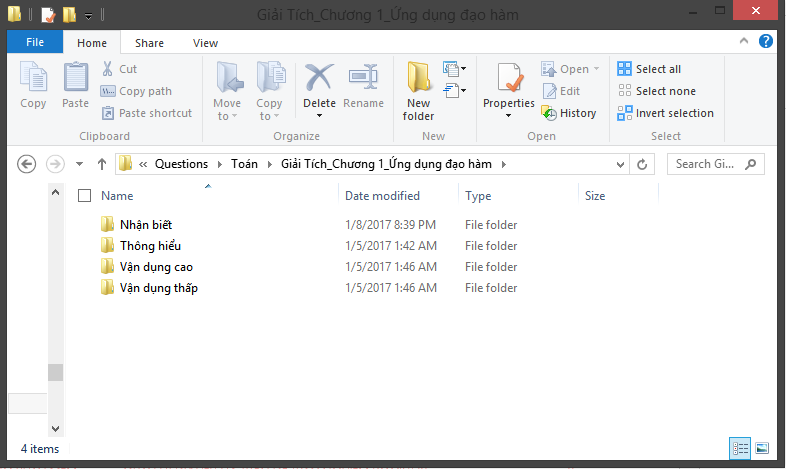 Giải Tích_Chương 1_Ứng dụng đạo hàm
File Home Share View
Copy
Paste
Cut
Copy path
Paste shortcut
Clipboard
Move to
Copy to
Delete
Rename
Organize
New folder
New
Properties
Open
Edit
History
Open
Select all
Select none
Invert selection
Select
« Questions Toán Giải Tích_Chương 1_Ứng dụng đạo hàm
Search Gi...
Name Date modified Type Size
Nhận biết 1/8/2017 8:39 PM File folder
Thông hiểu 1/5/2017 1:42 AM File folder
Vận dụng cao 1/5/2017 1:46 AM File folder
Vận dụng thấp 1/5/2017 1:46 AM File folder
4 items